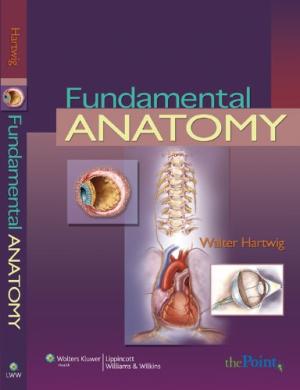 Hartwig
Fundamental ANATOMY
LWW
Fundamental
ANATOMY
Walter Hartwig
Wolters Kluwer
Health
Lippincott
Williams & Wilkins
thePoint